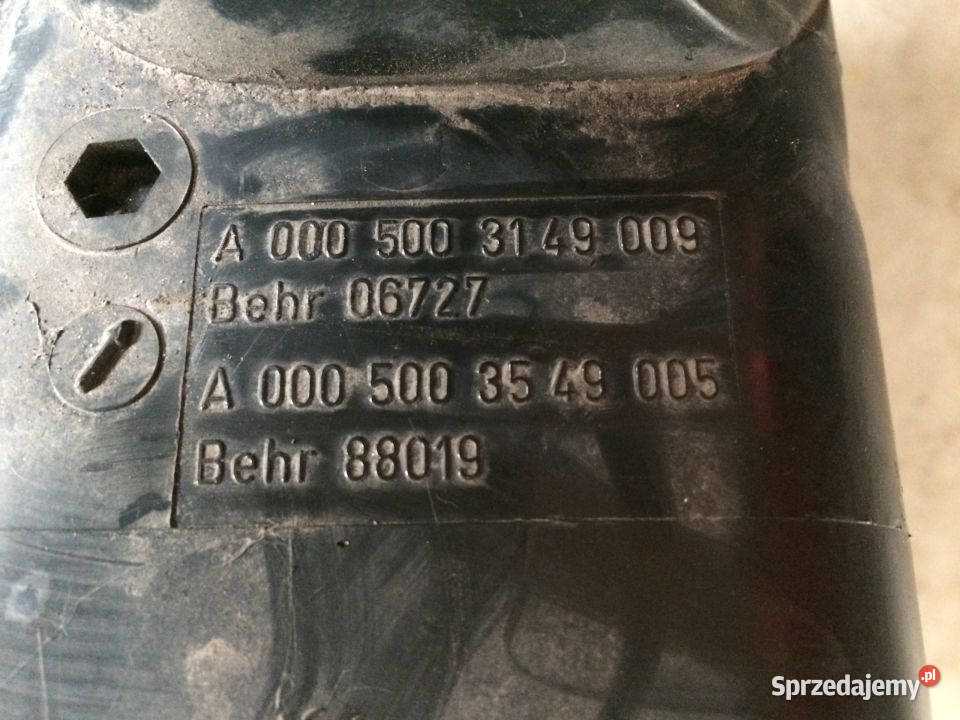 A 000 500 31 49 009
Behr 06727
A 000 500 35 49 005
Behr 88019
Sprzedajemy.pl